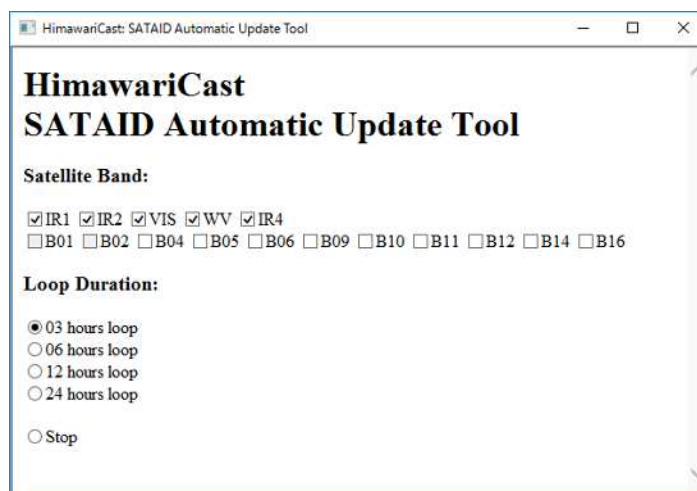 HimawariCast: SATAID Automatic Update Tool
HimawariCast
SATAID Automatic Update Tool
Satellite Band:
IR1 IR2 VIS WV IR4
B01 B02 B04 B05 B06 B09 B10 B11 B12 B14 B16
Loop Duration:
03 hours loop
06 hours loop
12 hours loop
24 hours loop
Stop